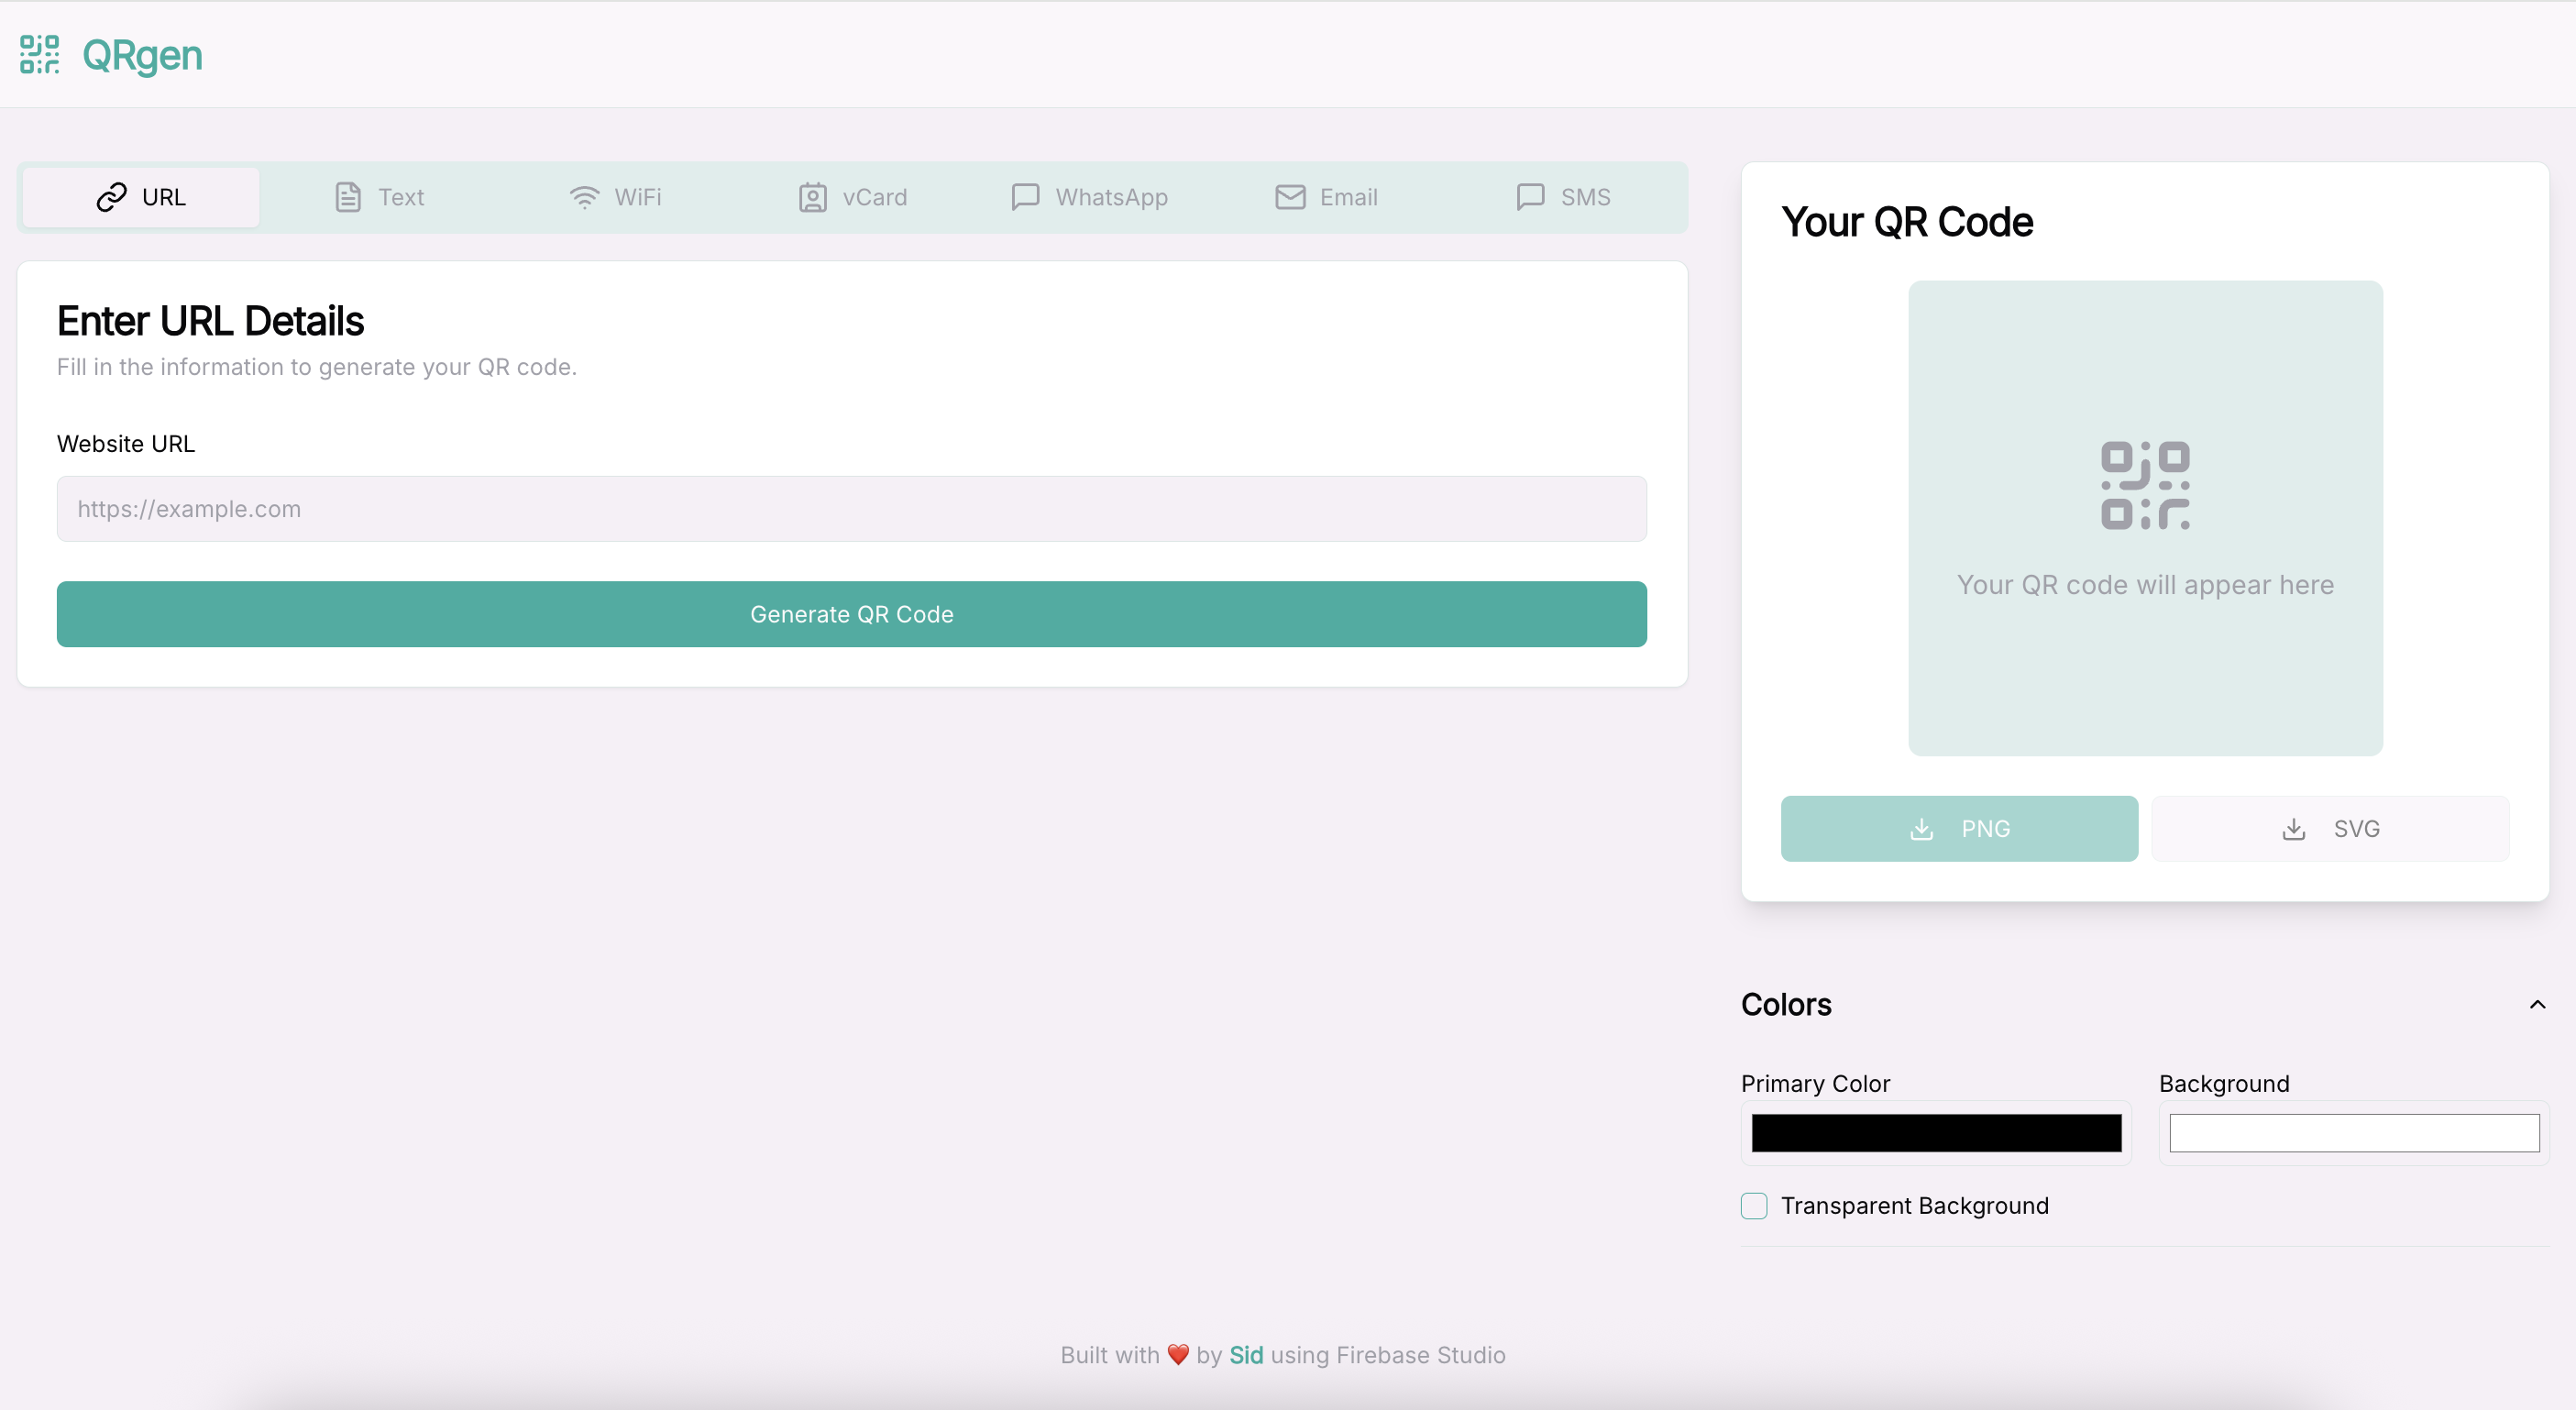 QRgen
URL
Text
WiFi
vCard
WhatsApp
Email
SMS
Enter URL Details
Fill in the information to generate your QR code.
Website URL
https://example.com
Generate QR Code
Your QR Code
Your QR code will appear here
PNG
SVG
Colors
Primary Color
Background
Transparent Background
Built with ❤️ by Sid using Firebase Studio